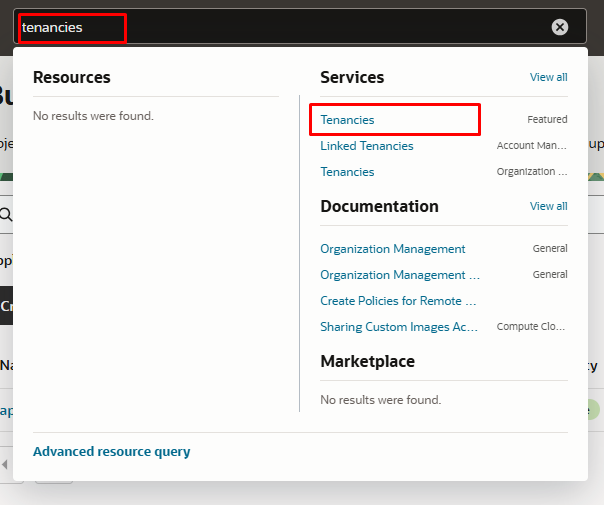 tenancies
Resources
No results were found.
Services
View all
Tenancies
Featured
Linked Tenancies
Account Man...
Tenancies
Organization ...
Documentation
View all
Organization Management
General
Organization Management ...
General
Create Policies for Remote ...
Sharing Custom Images Ac...
Compute Clo...
Marketplace
No results were found.
Advanced resource query